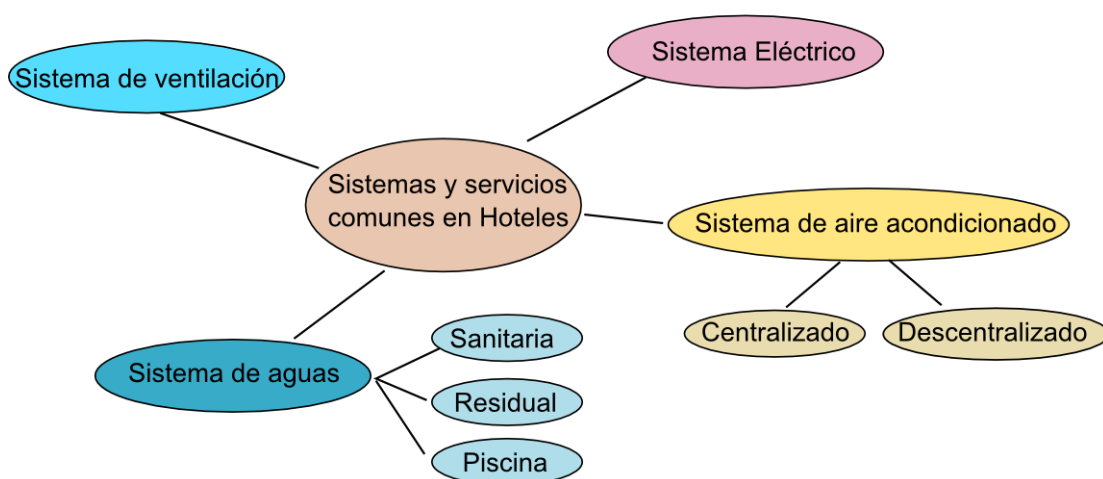 Sistema Eléctrico
Sistema de ventilación
Sistemas y servicios
comunes en Hoteles
Sistema de aire acondicionado
Centralizado
Descentralizado
Sistema de aguas
Sanitaria
Residual
Piscina